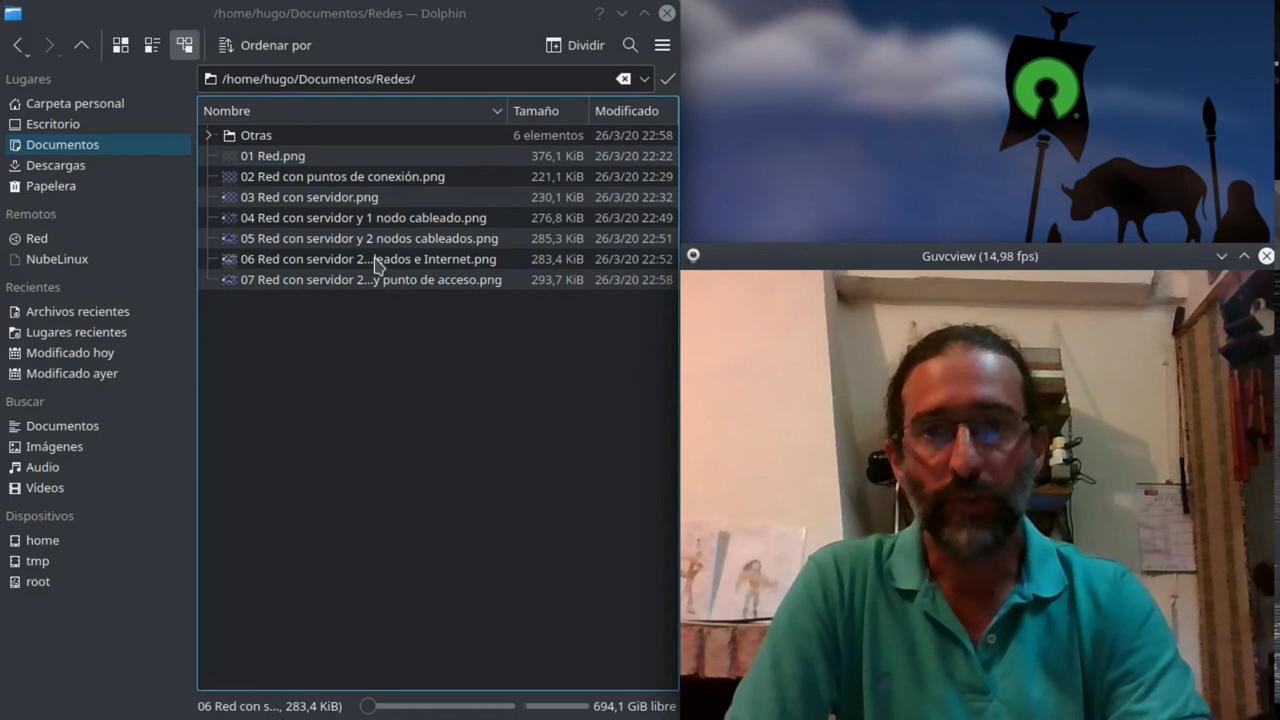 /home/hugo/Documentos/Redes — Dolphin
Ordenar por
Dividir
Lugares
/home/hugo/Documentos/Redes/
Carpeta personal
Escritorio
Documentos
Descargas
Papelera
Remotos
Red
NubeLinux
Recientes
Archivos recientes
Lugares recientes
Modificado hoy
Modificado ayer
Buscar
Documentos
Imágenes
Audio
Vídeos
Dispositivos
home
tmp
root
Nombre Tamaño Modificado
Otras 6 elementos 26/3/20 22:58
01 Red.png 376,1 KiB 26/3/20 22:22
02 Red con puntos de conexión.png 221,1 KiB 26/3/20 22:29
03 Red con servidor.png 230,1 KiB 26/3/20 22:32
04 Red con servidor y 1 nodo cableado.png 276,8 KiB 26/3/20 22:49
05 Red con servidor y 2 nodos cableados.png 285,3 KiB 26/3/20 22:51
06 Red con servidor 2...eados e Internet.png 283,4 KiB 26/3/20 22:52
07 Red con servidor 2...y punto de acceso.png 293,7 KiB 26/3/20 22:58
06 Red con s..., 283,4 KiB) 694,1 GiB libre
Guvcview (14,98 fps)